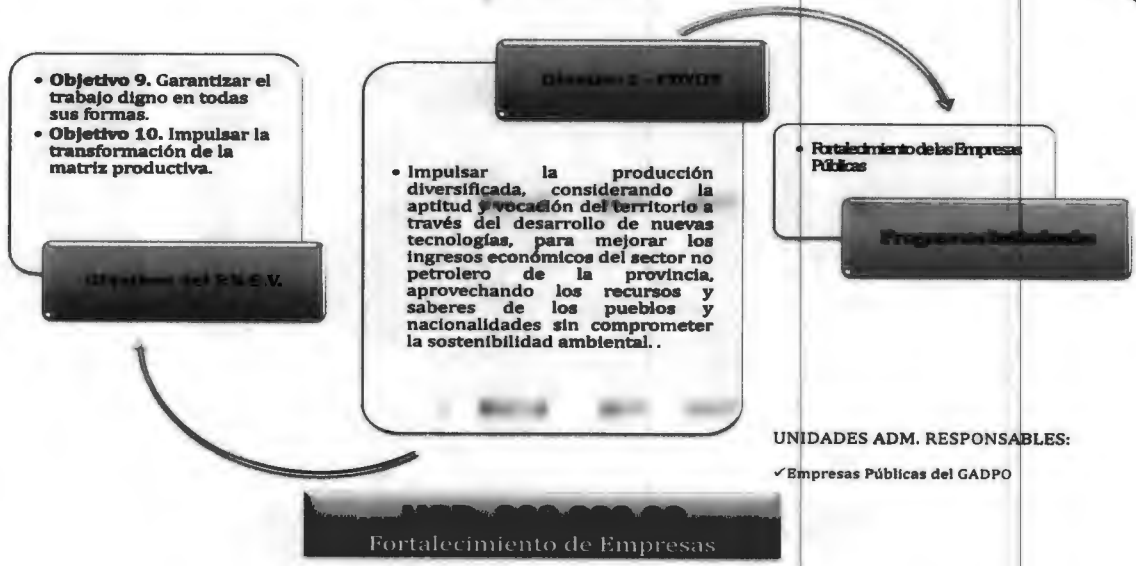 • Objetivo 9. Garantizar el
trabajo digno en todas
sus formas.
• Objetivo 10. Impulsar la
transformación de la
matriz productiva.
Objetivos del P.N.B.V.
• Impulsar la producción
diversificada, considerando la
aptitud y vocación del territorio a
través del desarrollo de nuevas
tecnologías, para mejorar los
ingresos económicos del sector no
petrolero de la provincia,
aprovechando los recursos y
saberes de los pueblos y
nacionalidades sin comprometer
la sostenibilidad ambiental..
• Fortalecimiento de las Empresas
Públicas
UNIDADES ADM. RESPONSABLES:
✓Empresas Públicas del GADPO
Fortalecimiento de Empresas